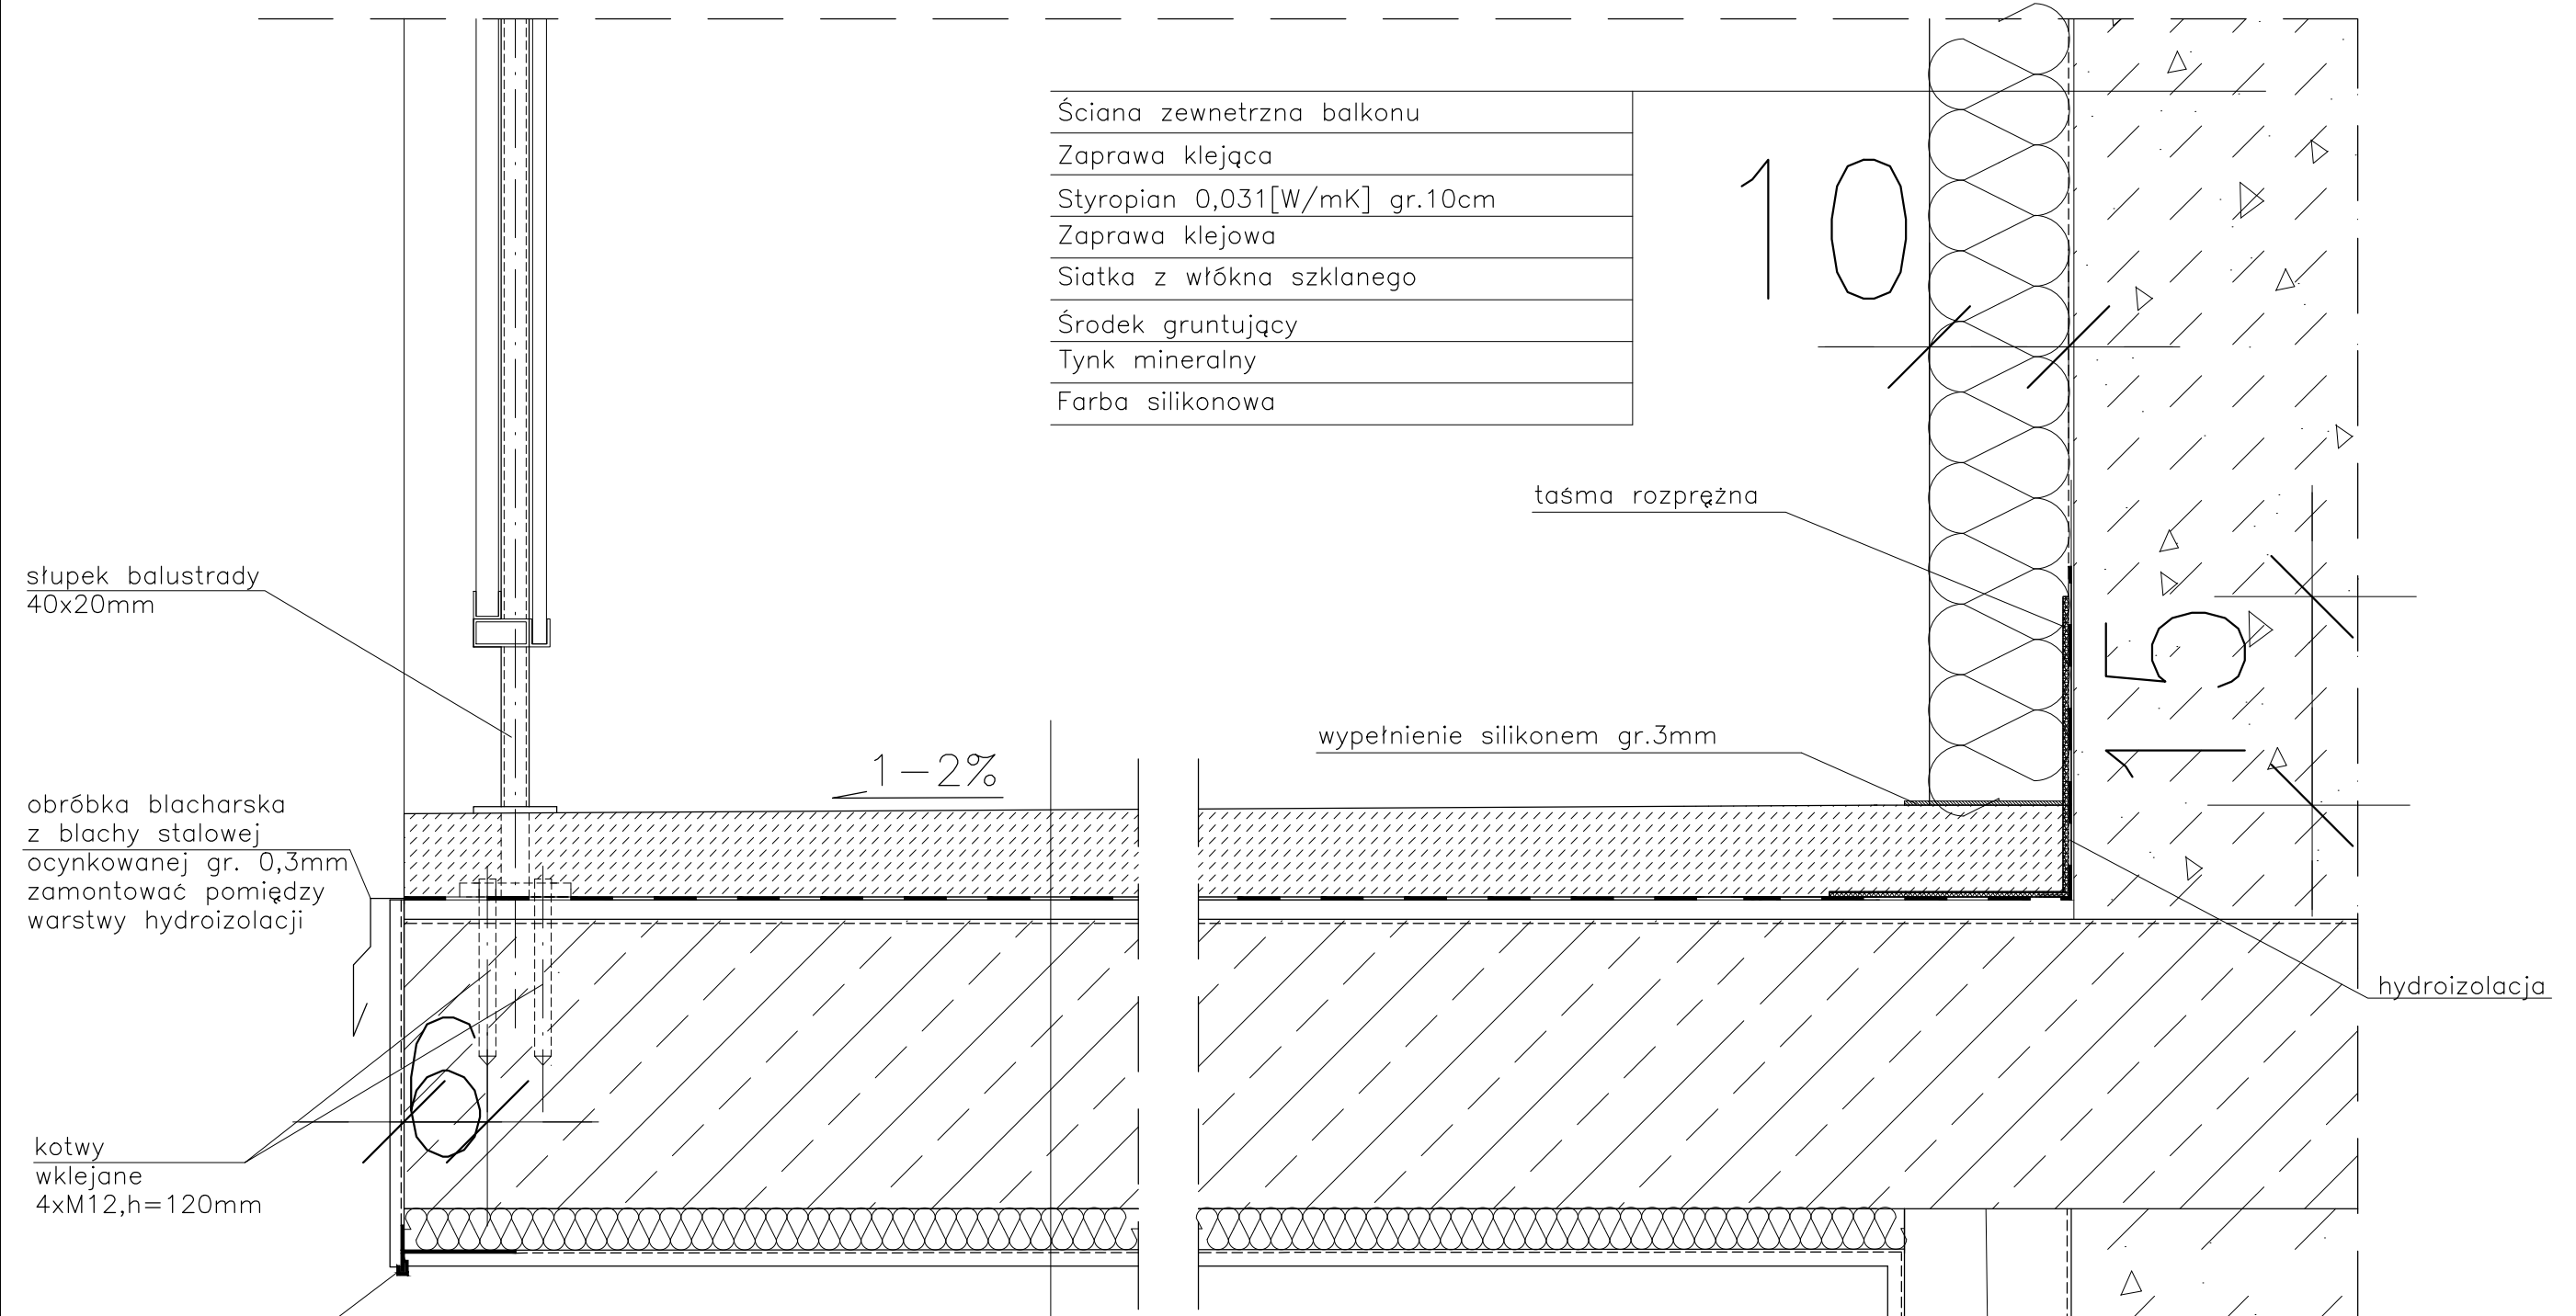 Ściana zewnetrzna balkonu
Zaprawa klejąca
Styropian 0,031[W/mK] gr.10cm
Zaprawa klejowa
Siatka z włókna szklanego
Środek gruntujący
Tynk mineralny
Farba silikonowa
10
taśma rozprężna
słupek balustrady
40x20mm
15
wypełnienie silikonem gr.3mm
1-2%
obróbka blacharska
z blachy stalowej
ocynkowanej gr. 0,3mm
zamontować pomiędzy
warstwy hydroizolacji
hydroizolacja
6
kotwy
wklejane
4xM12,h=120mm